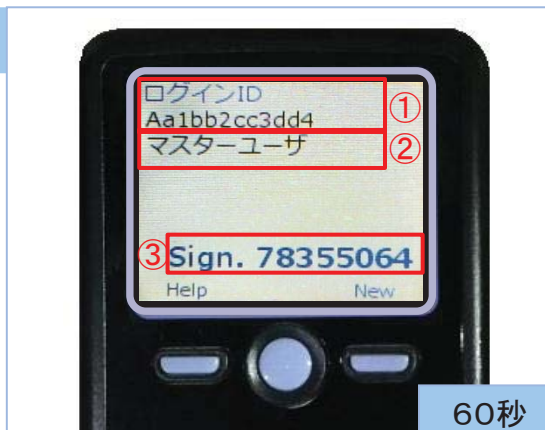 ログインID
Aa1bb2cc3dd4
①
マスターユーザ
②
③
Sign. 78355064
Help
New
60秒